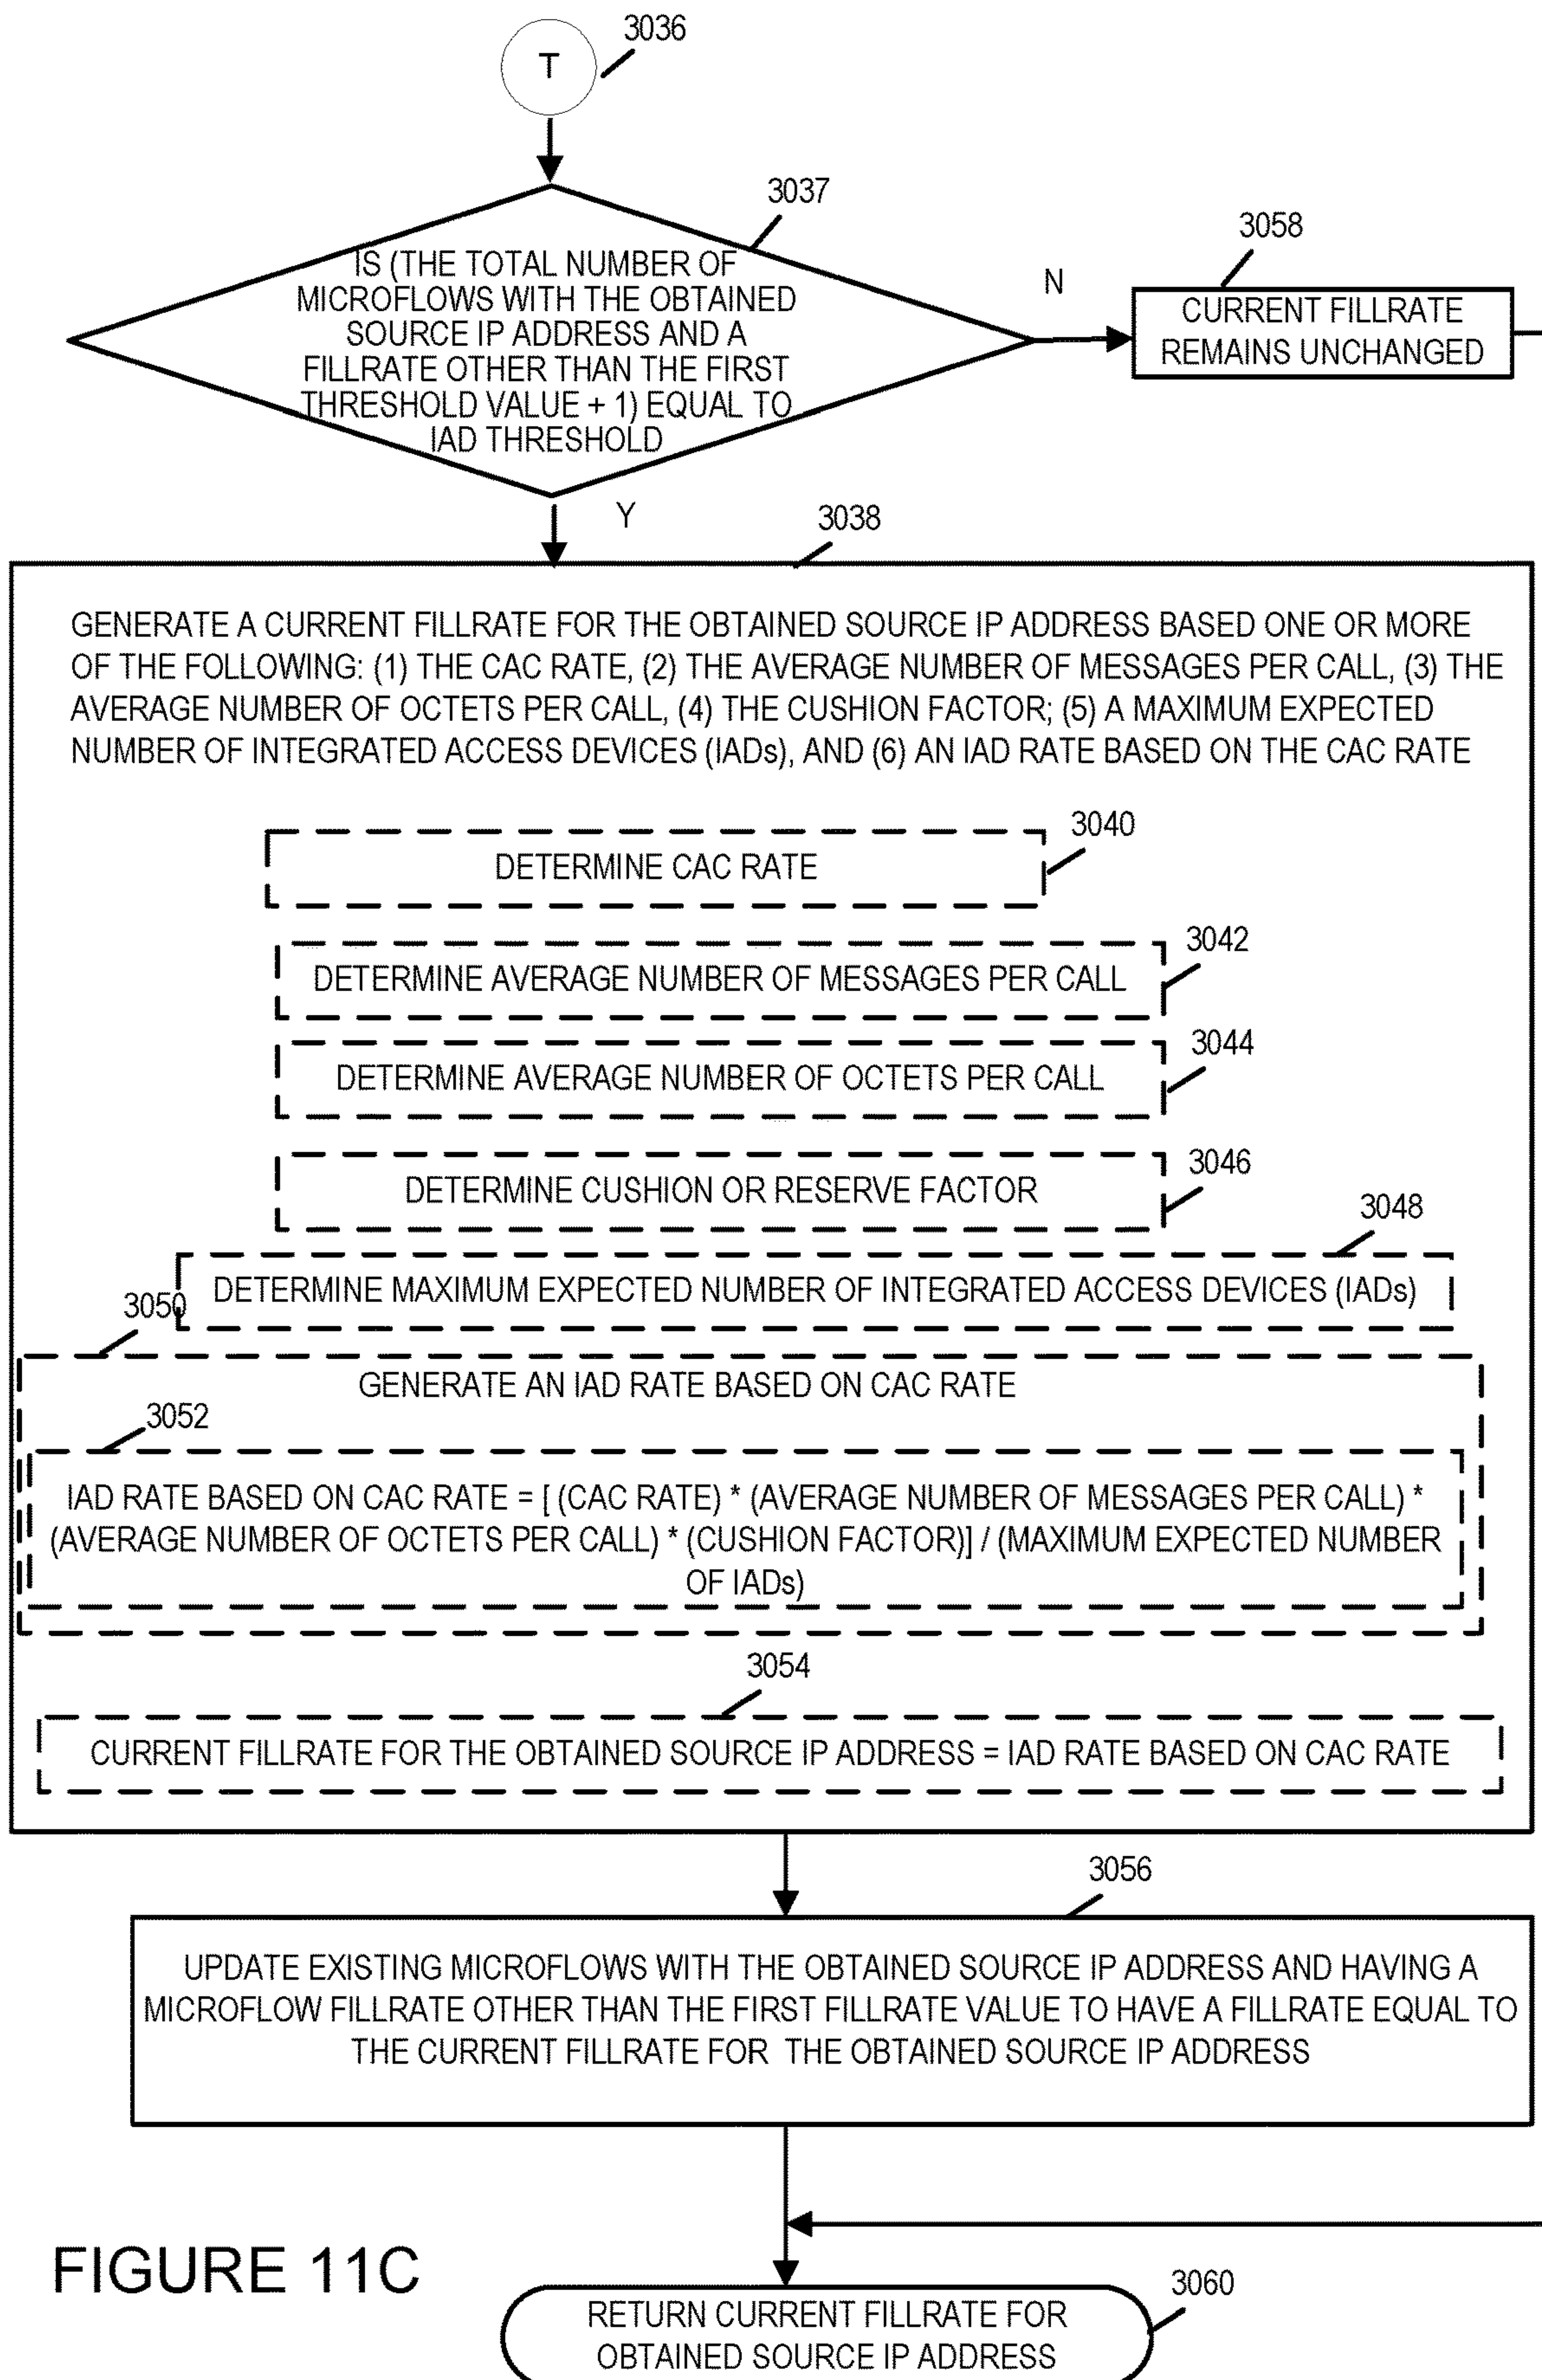 3036
T
3037
IS (THE TOTAL NUMBER OF
MICROFLOWS WITH THE OBTAINED
SOURCE IP ADDRESS AND A
FILLRATE OTHER THAN THE FIRST
THRESHOLD VALUE + 1) EQUAL TO
IAD THRESHOLD
N
3058
CURRENT FILLRATE
REMAINS UNCHANGED
Y
3038
GENERATE A CURRENT FILLRATE FOR THE OBTAINED SOURCE IP ADDRESS BASED ONE OR MORE
OF THE FOLLOWING: (1) THE CAC RATE, (2) THE AVERAGE NUMBER OF MESSAGES PER CALL, (3) THE
AVERAGE NUMBER OF OCTETS PER CALL, (4) THE CUSHION FACTOR; (5) A MAXIMUM EXPECTED
NUMBER OF INTEGRATED ACCESS DEVICES (IADs), AND (6) AN IAD RATE BASED ON THE CAC RATE
3040
DETERMINE CAC RATE
3042
DETERMINE AVERAGE NUMBER OF MESSAGES PER CALL
3044
DETERMINE AVERAGE NUMBER OF OCTETS PER CALL
3046
DETERMINE CUSHION OR RESERVE FACTOR
3048
DETERMINE MAXIMUM EXPECTED NUMBER OF INTEGRATED ACCESS DEVICES (IADs)
3050
GENERATE AN IAD RATE BASED ON CAC RATE
3052
IAD RATE BASED ON CAC RATE = [ (CAC RATE) * (AVERAGE NUMBER OF MESSAGES PER CALL) *
(AVERAGE NUMBER OF OCTETS PER CALL) * (CUSHION FACTOR)] / (MAXIMUM EXPECTED NUMBER
OF IADs)
3054
CURRENT FILLRATE FOR THE OBTAINED SOURCE IP ADDRESS = IAD RATE BASED ON CAC RATE
3056
UPDATE EXISTING MICROFLOWS WITH THE OBTAINED SOURCE IP ADDRESS AND HAVING A
MICROFLOW FILLRATE OTHER THAN THE FIRST FILLRATE VALUE TO HAVE A FILLRATE EQUAL TO
THE CURRENT FILLRATE FOR THE OBTAINED SOURCE IP ADDRESS
FIGURE 11C
3060
RETURN CURRENT FILLRATE FOR
OBTAINED SOURCE IP ADDRESS